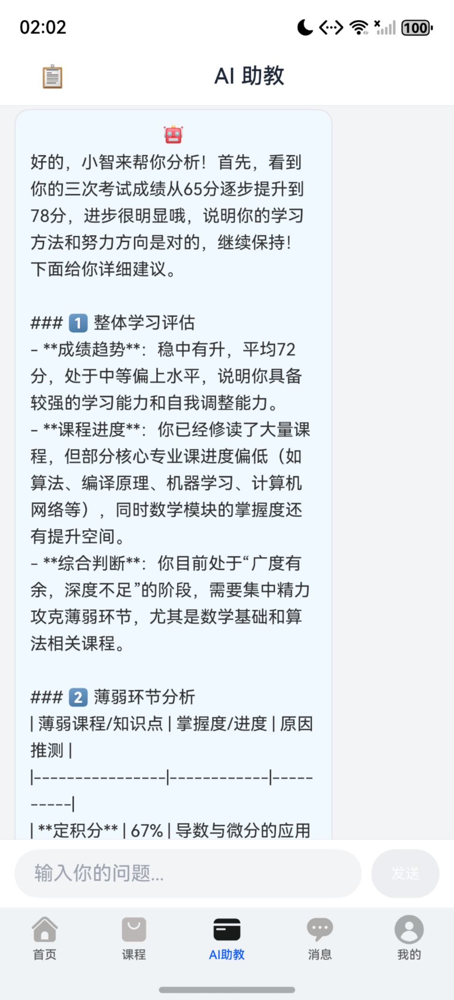 02:02
100
AI 助教
好的，小智来帮你分析！首先，看到
你的三次考试成绩从65分逐步提升到
78分，进步很明显哦，说明你的学习
方法和努力方向是对的，继续保持！
下面给你详细建议。
### 1 整体学习评估
- **成绩趋势**：稳中有升，平均72
分，处于中等偏上水平，说明你具备
较强的学习能力和自我调整能力。
- **课程进度**：你已经修读了大量课
程，但部分核心专业课进度偏低（如
算法、编译原理、机器学习、计算机
网络等），同时数学模块的掌握度还
有提升空间。
- **综合判断**：你目前处于“广度有
余，深度不足”的阶段，需要集中精力
攻克薄弱环节，尤其是数学基础和算
法相关课程。
### 2 薄弱环节分析
| 薄弱课程/知识点 | 掌握度/进度 | 原因
推测 |
|----------------|------------|-----
-----|
| **定积分** | 67% | 导数与微分的应用
输入你的问题...
发送
首页
课程
AI助教
消息
我的